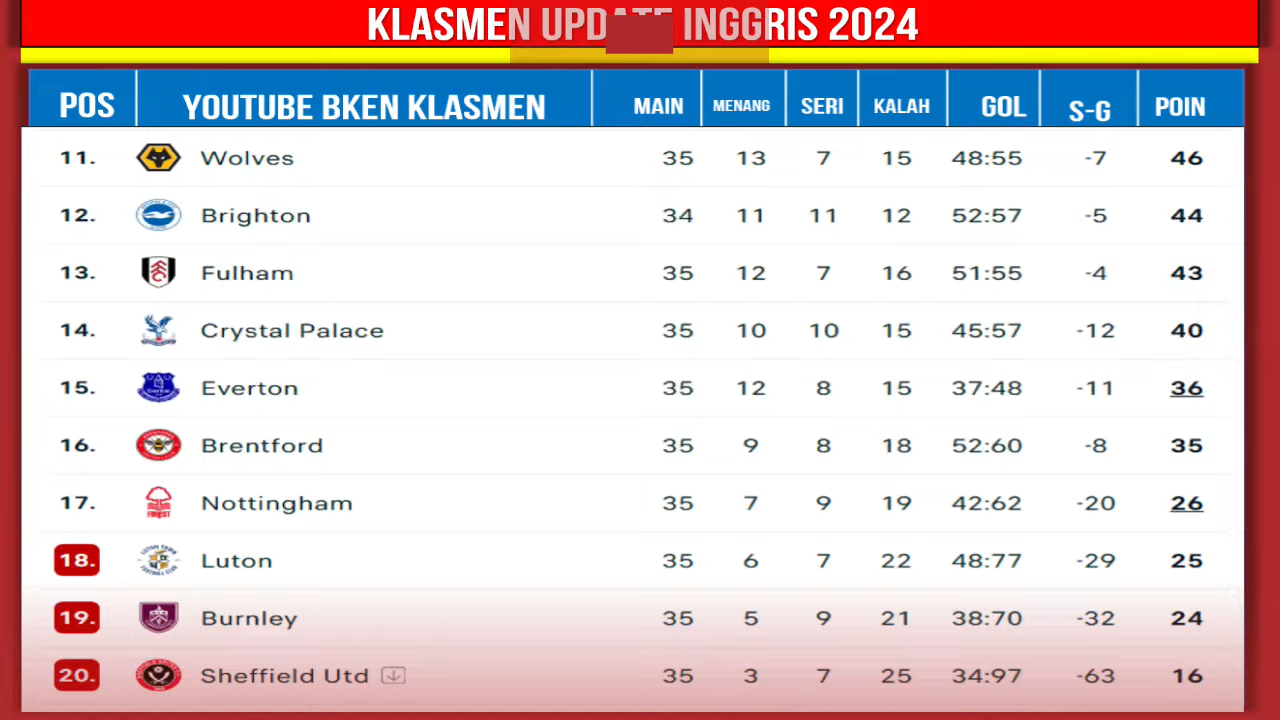 KLASMEN UPDATE INGGRIS 2024
POS YOUTUBE BKEN KLASMEN MAIN MENANG SERI KALAH GOL S-G POIN
11. Wolves 35 13 7 15 48:55 -7 46
12. Brighton 34 11 11 12 52:57 -5 44
13. Fulham 35 12 7 16 51:55 -4 43
14. Crystal Palace 35 10 10 15 45:57 -12 40
15. Everton 35 12 8 15 37:48 -11 36
16. Brentford 35 9 8 18 52:60 -8 35
17. Nottingham 35 7 9 19 42:62 -20 26
18. Luton 35 6 7 22 48:77 -29 25
19. Burnley 35 5 9 21 38:70 -32 24
20. Sheffield Utd 35 3 7 25 34:97 -63 16